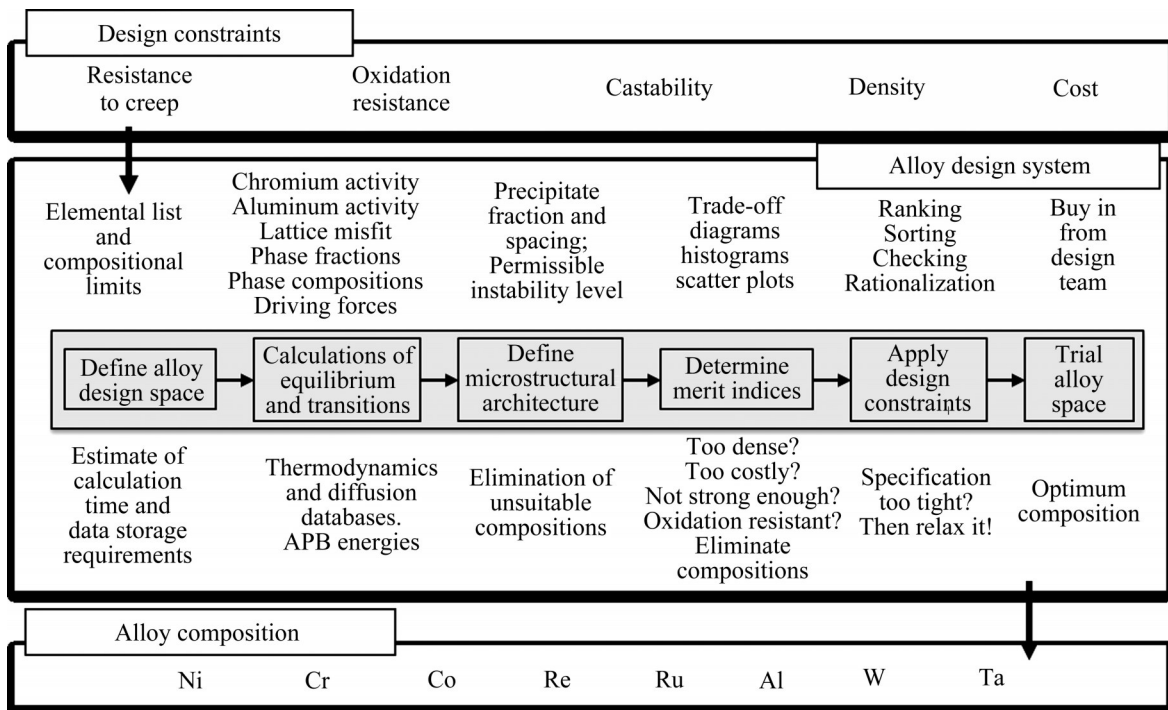 Design constraints
Resistance
to creep
Oxidation
resistance
Castability
Density
Cost
Alloy design system
Elemental list
and
compositional
limits
Chromium activity
Aluminum activity
Lattice misfit
Phase fractions
Phase compositions
Driving forces
Precipitate
fraction and
spacing;
Permissible
instability level
Trade-off
diagrams
histograms
scatter plots
Ranking
Sorting
Checking
Rationalization
Buy in
from
design
team
Define alloy
design space
Calculations of
equilibrium
and transitions
Define
microstructural
architecture
Determine
merit indices
Apply
design
constraints
Trial
alloy
space
Estimate of
calculation
time and
data storage
requirements
Thermodynamics
and diffusion
databases.
APB energies
Elimination of
unsuitable
compositions
Too dense?
Too costly?
Not strong enough?
Oxidation resistant?
Eliminate
compositions
Specification
too tight?
Then relax it!
Optimum
composition
Alloy composition
Ni Cr Co Re Ru Al W Ta